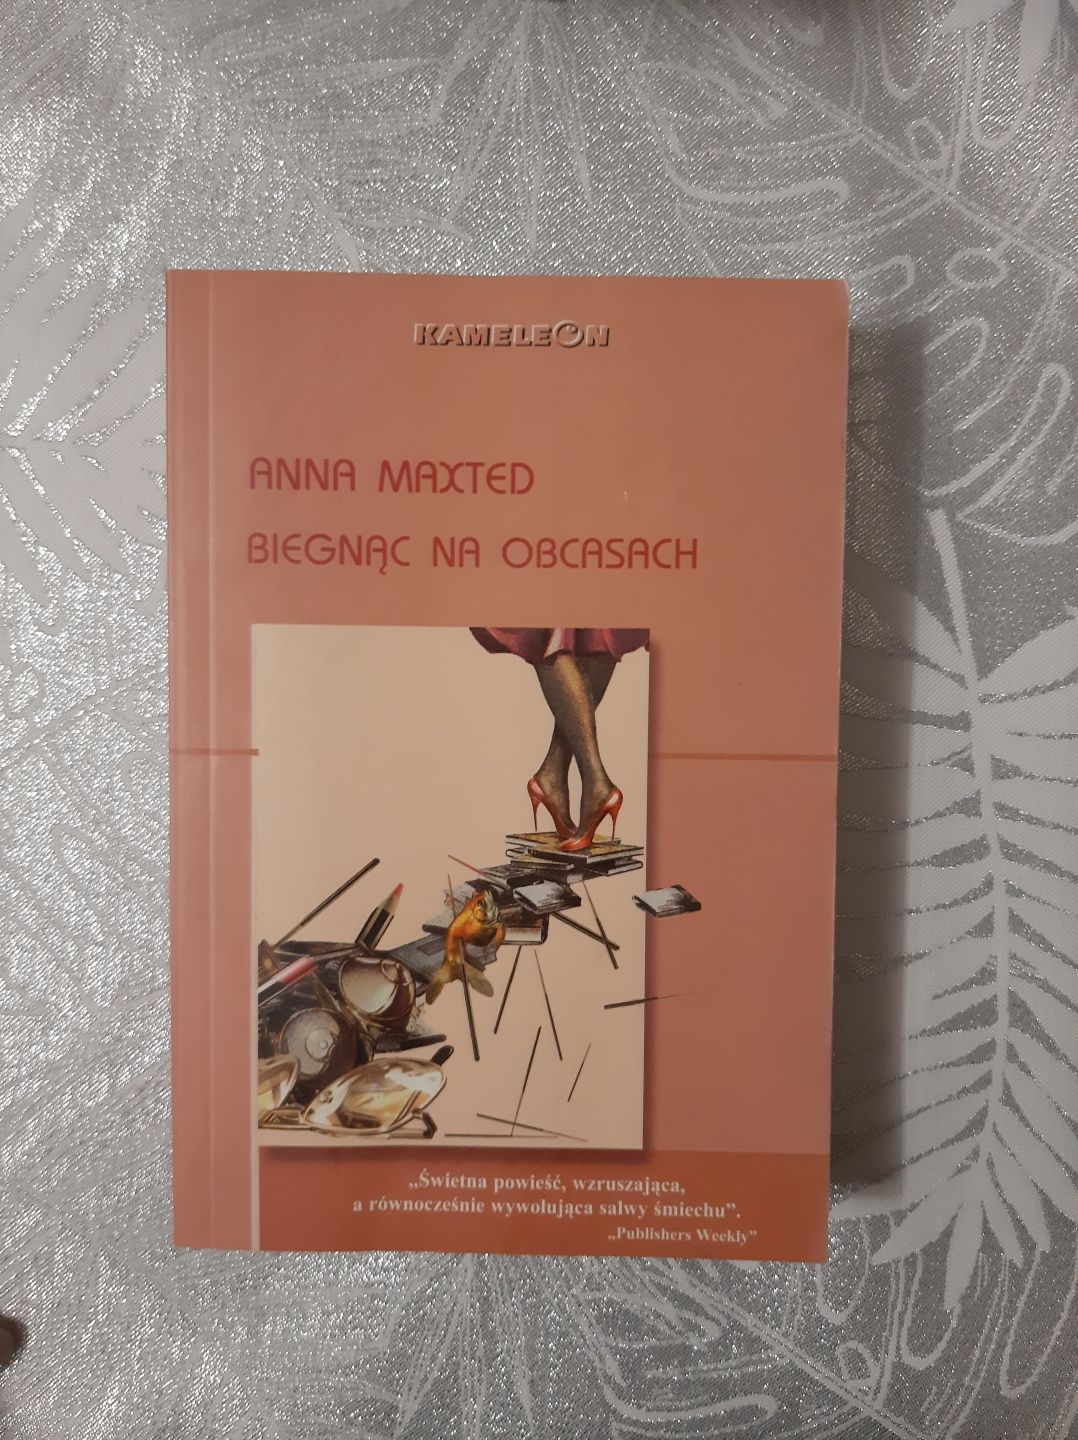 KAMELEON
ANNA MAXTED
BIEGNĄC NA OBCASACH
„Świetna powieść, wzruszająca,
a równocześnie wywołująca salwy śmiechu”.
„Publishers Weekly”